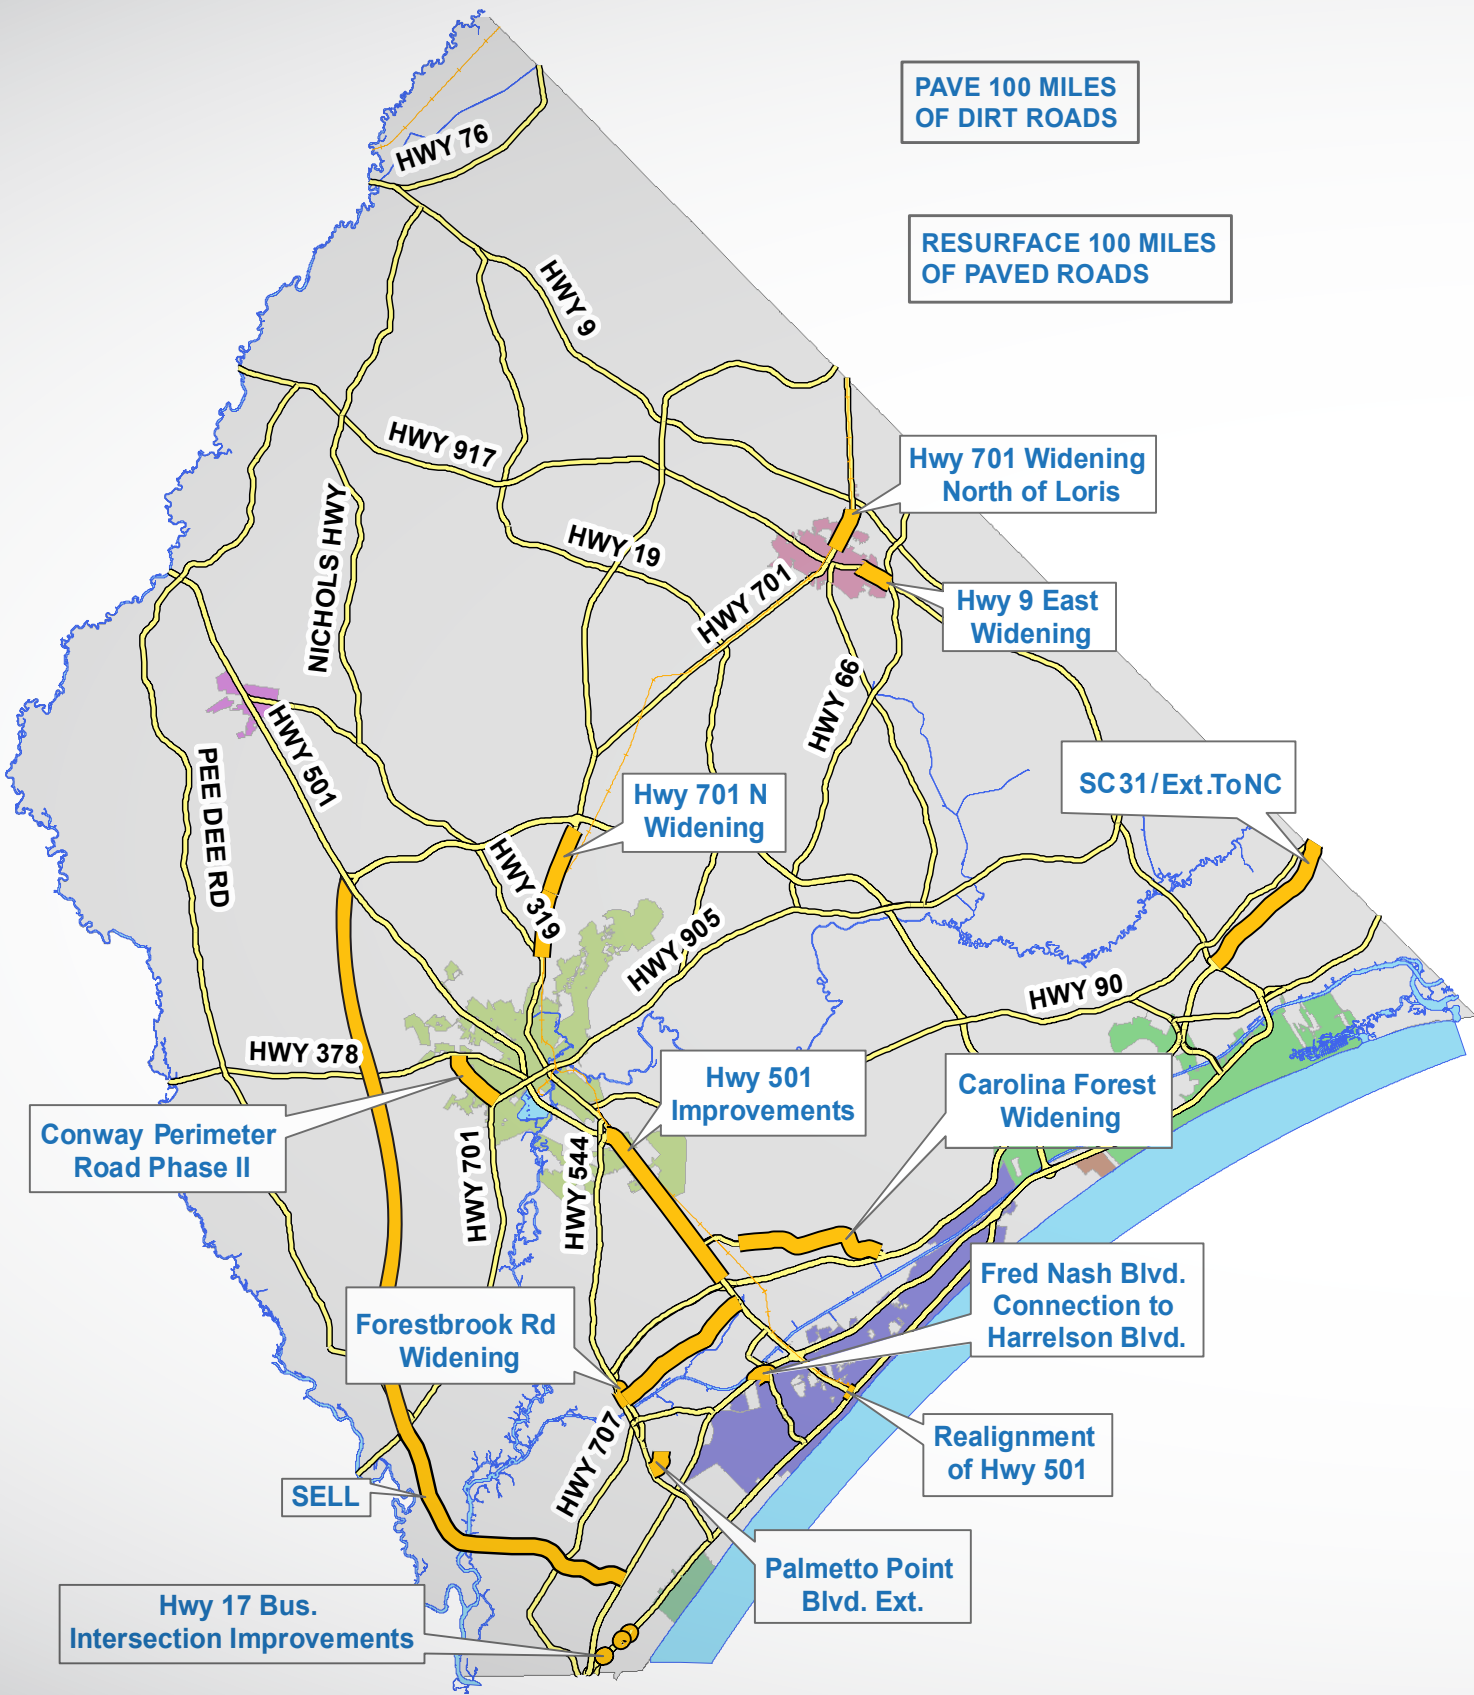 PAVE 100 MILES
OF DIRT ROADS
HWY 76
RESURFACE 100 MILES
OF PAVED ROADS
HWY 9
HWY 917
Hwy 701 Widening
North of Loris
NICHOLS HWY
HWY 19
HWY 701
Hwy 9 East
Widening
HWY 66
HWY 501
PEE DEE RD
SC31/Ext.ToNC
Hwy 701 N
Widening
HWY 319
HWY 905
HWY 90
HWY 378
Hwy 501
Improvements
Carolina Forest
Widening
Conway Perimeter
Road Phase II
HWY 701
HWY 544
Fred Nash Blvd.
Connection to
Harrelson Blvd.
Forestbrook Rd
Widening
HWY 707
Realignment
of Hwy 501
SELL
Palmetto Point
Blvd. Ext.
Hwy 17 Bus.
Intersection Improvements